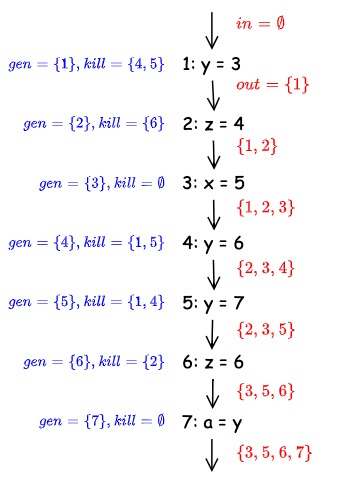 in = ∅
gen = {1}, kill = {4, 5} 1: y = 3
out = {1}
gen = {2}, kill = {6} 2: z = 4
{1, 2}
gen = {3}, kill = ∅ 3: x = 5
{1, 2, 3}
gen = {4}, kill = {1, 5} 4: y = 6
{2, 3, 4}
gen = {5}, kill = {1, 4} 5: y = 7
{2, 3, 5}
gen = {6}, kill = {2} 6: z = 6
{3, 5, 6}
gen = {7}, kill = ∅ 7: a = y
{3, 5, 6, 7}